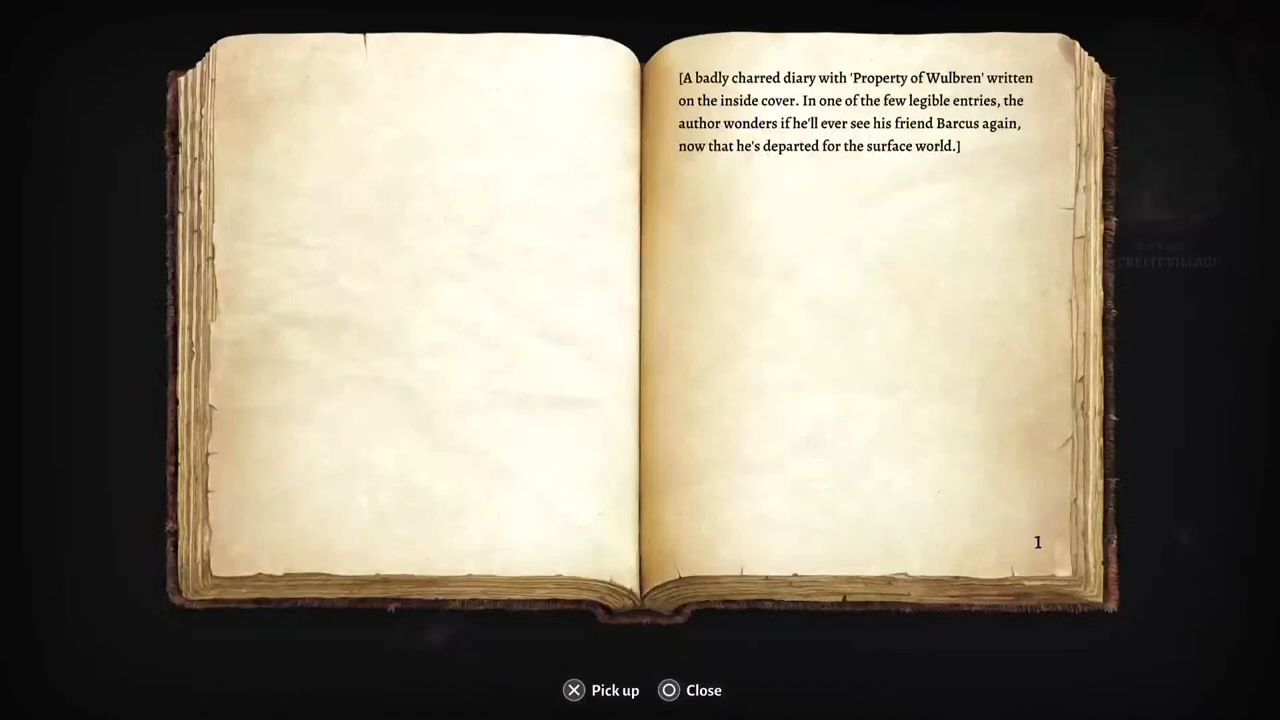 [A badly charred diary with 'Property of Wulbren' written
on the inside cover. In one of the few legible entries, the
author wonders if he'll ever see his friend Barcus again,
now that he's departed for the surface world.]
1
Pick up
Close